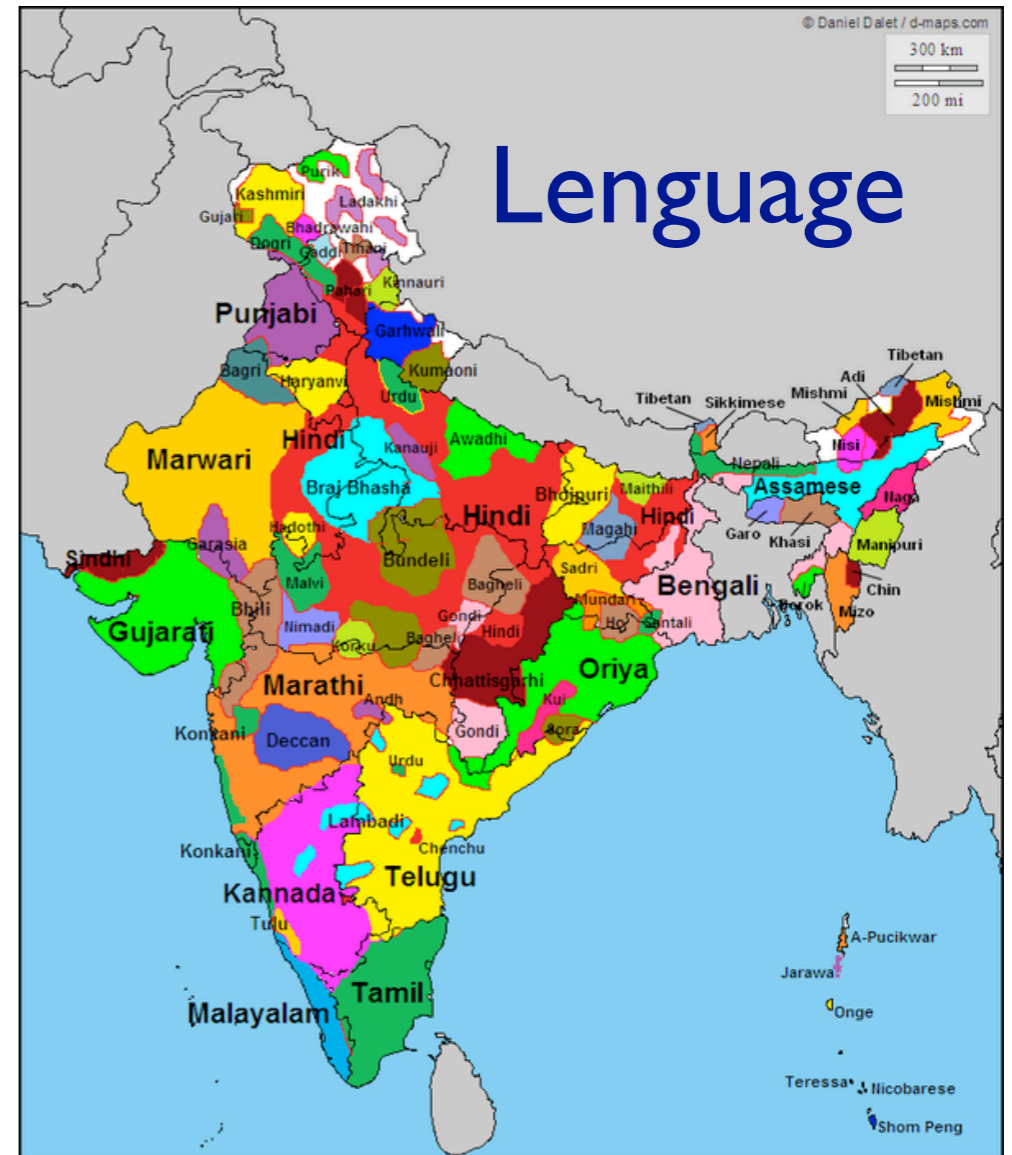 © Daniel Dalet / d-maps.com
300 km
200 mi
Lenguage
Purik
Kashmiri
Ladakhi
Gujari
Bhadrawahi
Dogri
Gaddi
Tinani
Pahari
Kinnauri
Punjabi
Garhwali
Bagri
Haryanvi
Kumaoni
Urdu
Tibetan
Adi
Mishmi
Mishmi
Tibetan
Sikkimese
Hindi
Kanauji
Awadhi
Nisi
Marwari
Nepali
Braj Bhasha
Bhojpuri
Maithili
Assamese
Naga
Hadothi
Hindi
Magahi
Hindi
Garo
Khasi
Manipuri
Garasia
Sindhi
Bundeli
Sadri
Malvi
Bagheli
Bengali
Chin
Bhili
Mundari
Borok
Mizo
Gujarati
Nimadi
Gondi
Ho
Santali
Korku
Bagheli
Hindi
Marathi
Chhattisgarhi
Oriya
Andh
Kui
Konkani
Deccan
Gondi
Sora
Urdu
Lambadi
Konkani
Chenchu
Kannada
Telugu
Tulu
A-Pucikwar
Jarawa
Tamil
Malayalam
Onge
Teressa
Nicobarese
Shom Peng